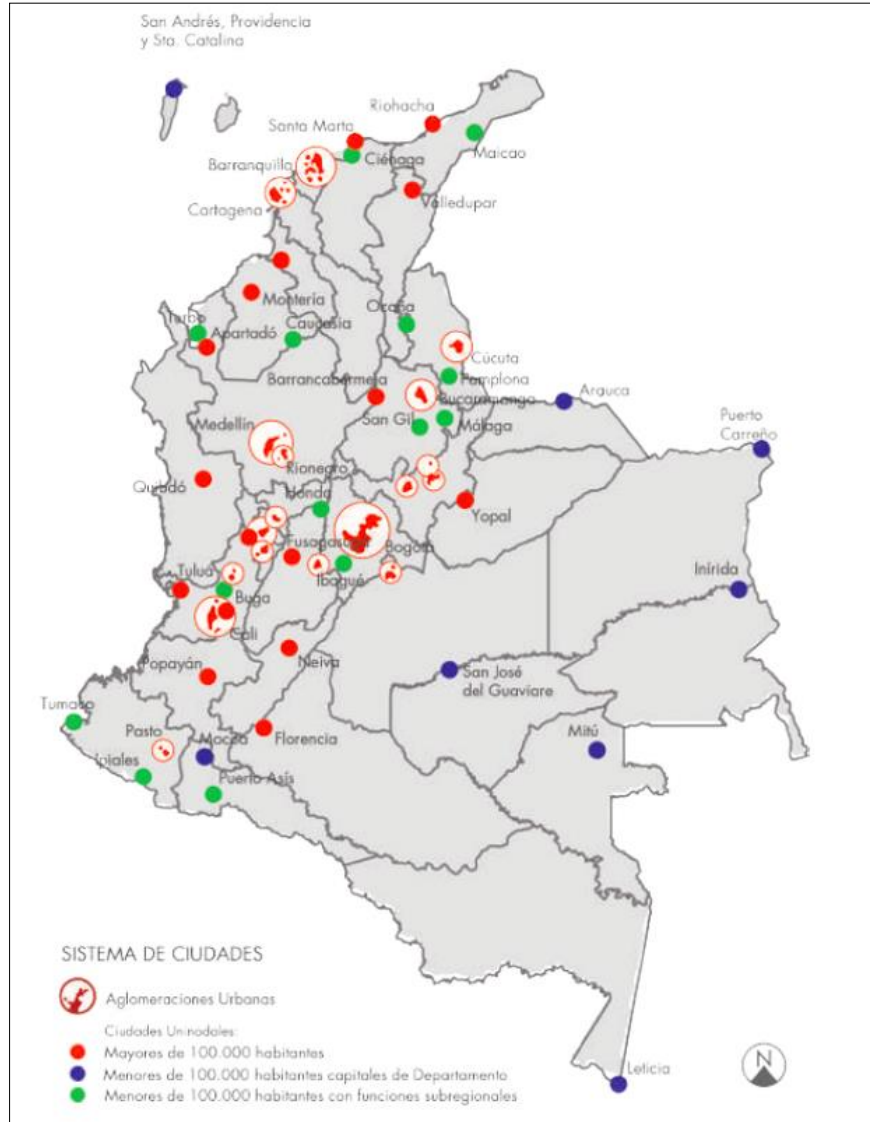 San Andrés, Providencia
y Sta. Catalina
Riohacha
Santa Marta
Maicao
Ciénaga
Barranquilla
Cartagena
Valledupar
Montería
Ocaña
Turbo
Apartadó
Caucasia
Cúcuta
Pamplona
Barrancabermeja
Bucaramanga
Arauca
San Gil
Málaga
Puerto
Carreño
Medellín
Rionegro
Quibdó
Honda
Yopal
Fusagasugá
Bogotá
Ibagué
Tuluá
Buga
Inírida
Cali
Popayán
Neiva
San José
del Guaviare
Tumaco
Pasto
Mocoa
Florencia
Mitú
Ipiales
Puerto Asís
SISTEMA DE CIUDADES
Aglomeraciones Urbanas
Ciudades Uninodales:
Mayores de 100.000 habitantes
Menores de 100.000 habitantes capitales de Departamento
Menores de 100.000 habitantes con funciones subregionales
Leticia
N